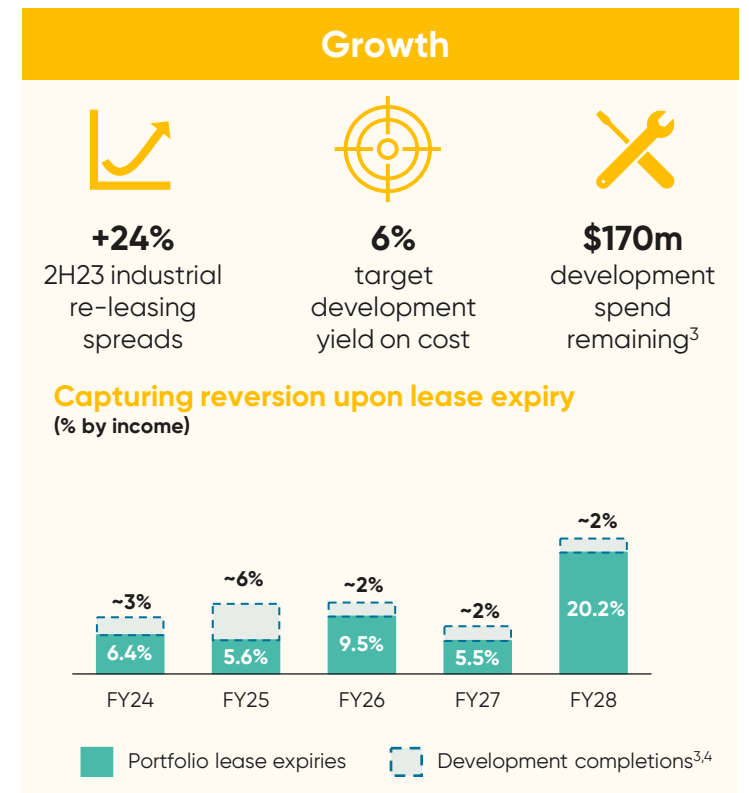 Growth
+24%
2H23 industrial
re-leasing
spreads
6%
target
development
yield on cost
$170m
development
spend
remaining3
Capturing reversion upon lease expiry
(% by income)
~3%
~6%
~2%
~2%
~2%
6.4%
5.6%
9.5%
5.5%
20.2%
FY24 FY25 FY26 FY27 FY28
Portfolio lease expiries
Development completions3,4